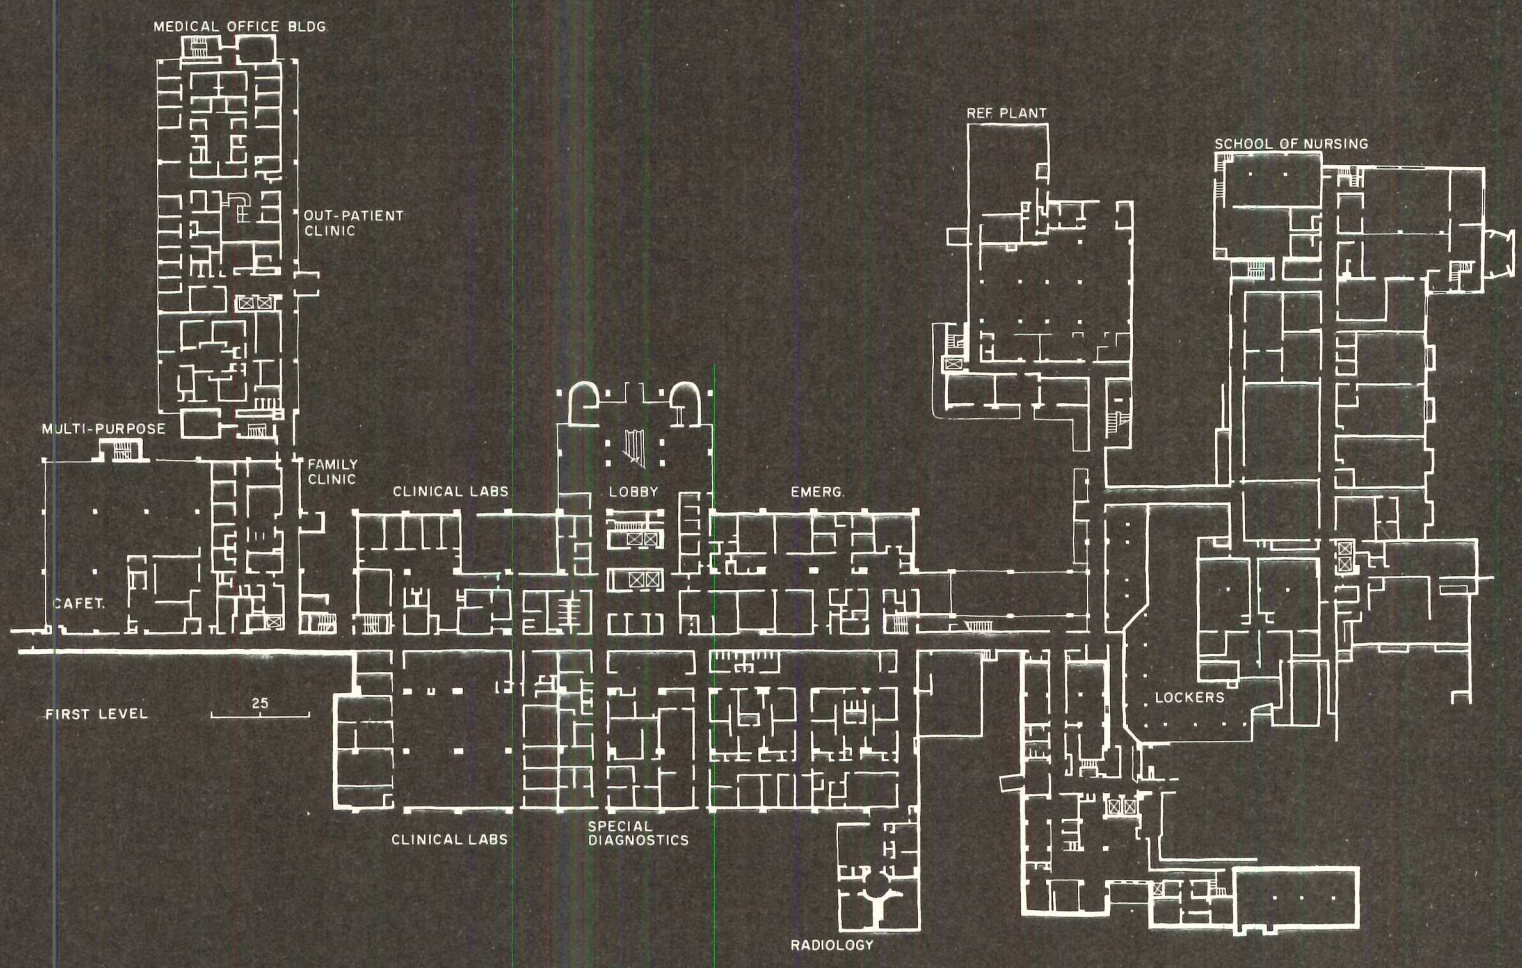 MEDICAL OFFICE BLDG
REF. PLANT
SCHOOL OF NURSING
OUT-PATIENT
CLINIC
MULTI-PURPOSE
FAMILY
CLINIC
CLINICAL LABS
LOBBY
EMERG.
CAFET.
LOCKERS
FIRST LEVEL
25
CLINICAL LABS
SPECIAL
DIAGNOSTICS
RADIOLOGY